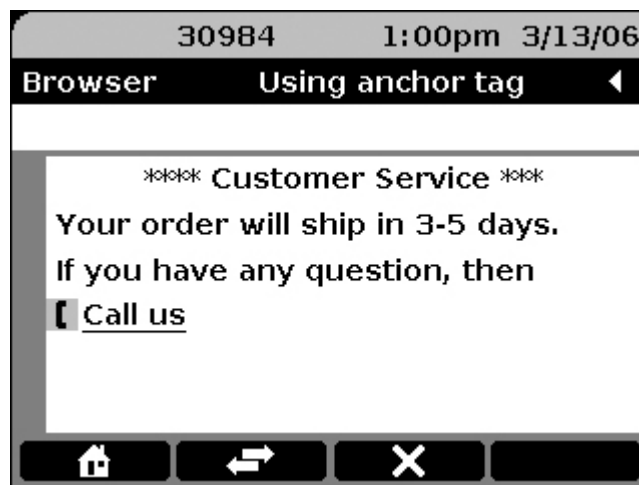 30984 1:00pm 3/13/06
Browser Using anchor tag
**** Customer Service ***
Your order will ship in 3-5 days.
If you have any question, then
Call us